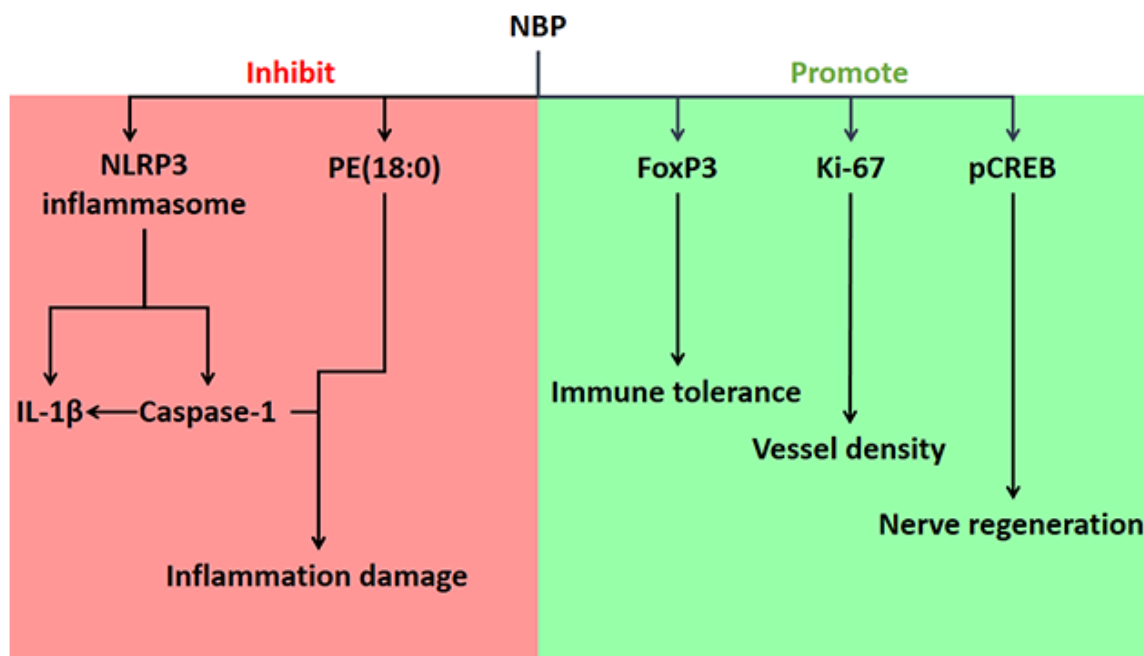 NBP
Inhibit
Promote
NLRP3
inflammasome
PE(18:0)
FoxP3
Ki-67
pCREB
IL-1β
Caspase-1
Immune tolerance
Vessel density
Nerve regeneration
Inflammation damage